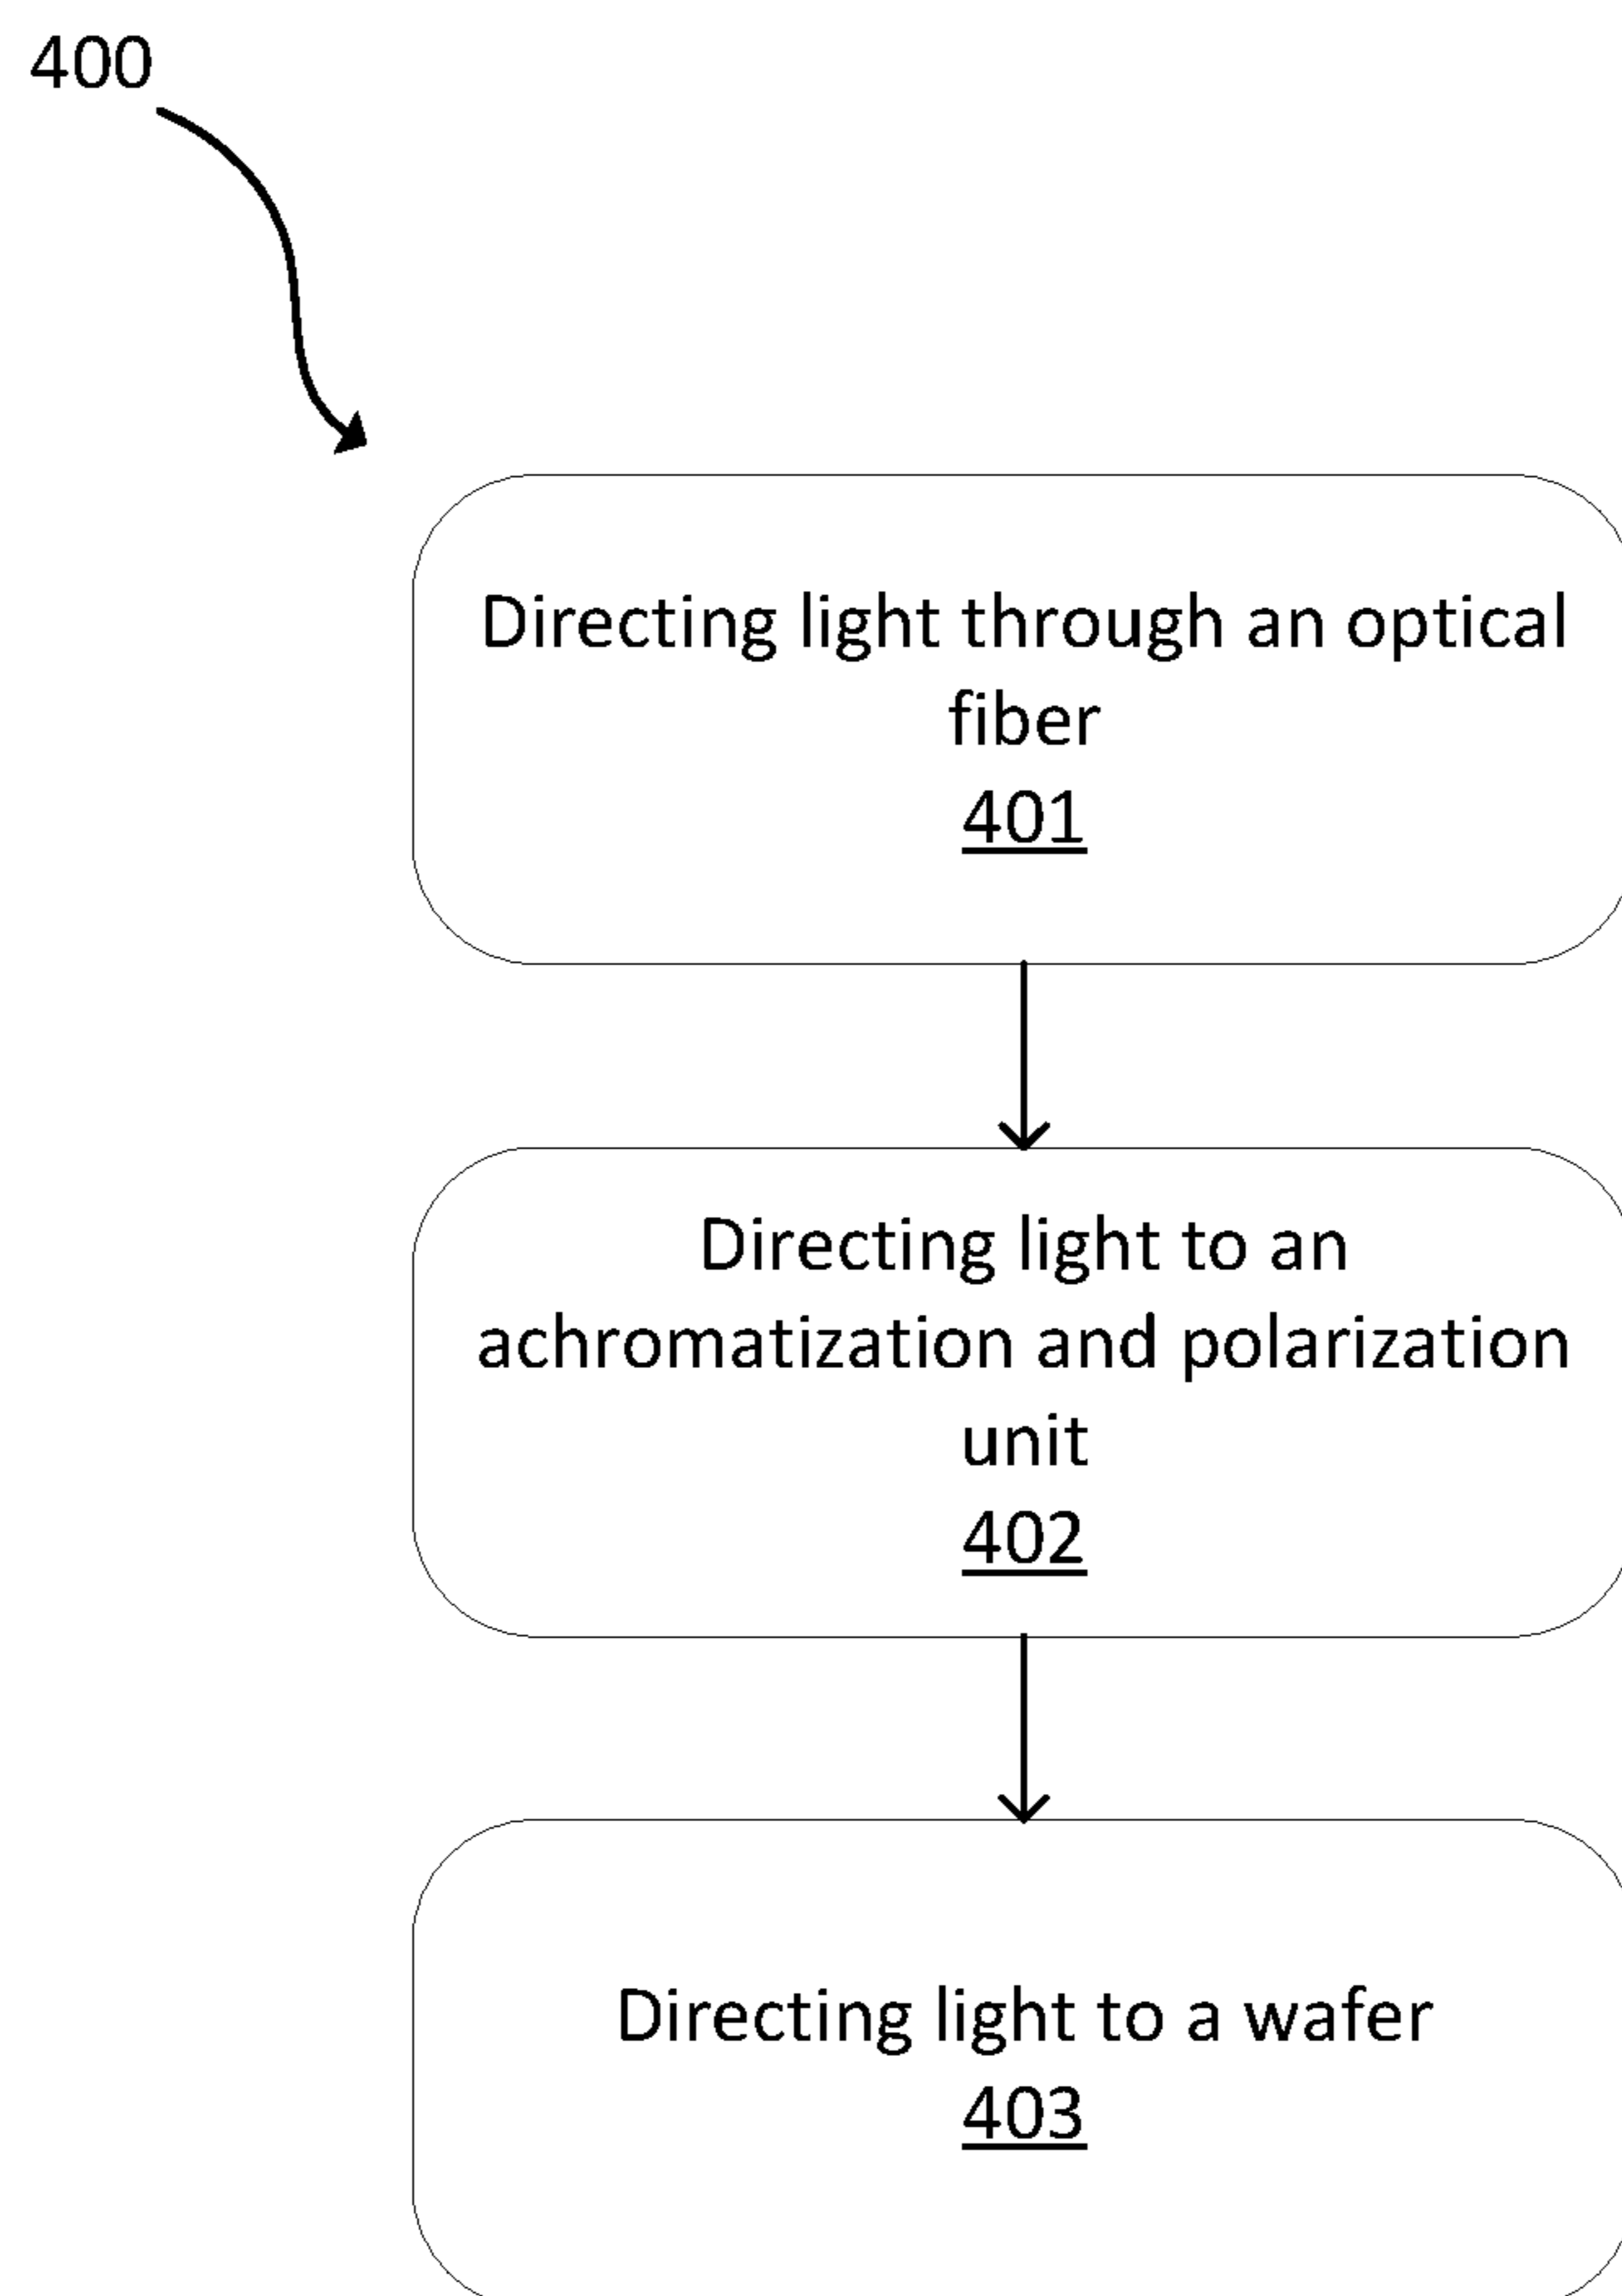 400
Directing light through an optical
fiber
401
Directing light to an
achromatization and polarization
unit
402
Directing light to a wafer
403